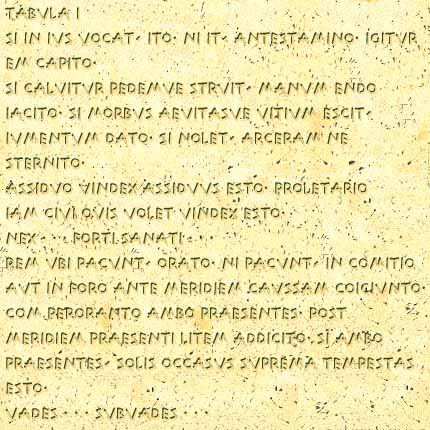 TABVLA I
SI IN IVS VOCAT· ITO· NI IT· ANTESTAMINO· IGITVR
EM CAPITO·
SI CALVITVR PEDEMVE STRVIT· MANVM ENDO
IACITO· SI MORBVS AEVITASVE VITIVM ESCIT·
IVMENTVM DATO· SI NOLET· ARCERAM NE
STERNITO·
ASSIDVO VINDEX ASSIDVVS ESTO· PROLETARIO
IAM CIVI QVIS VOLET VINDEX ESTO·
NEX · · · FORTI SANATI · · ·
REM VBI PACVNT· ORATO· NI PACVNT· IN COMITIO
AVT IN FORO ANTE MERIDIEM CAVSSAM COICIVNTO·
COM PERORANTO AMBO PRAESENTES· POST
MERIDIEM PRAESENTI LITEM ADDICITO· SI AMBO
PRAESENTES· SOLIS OCCASVS SVPREMA TEMPESTAS
ESTO·
VADES · · · SVBVADES · · ·